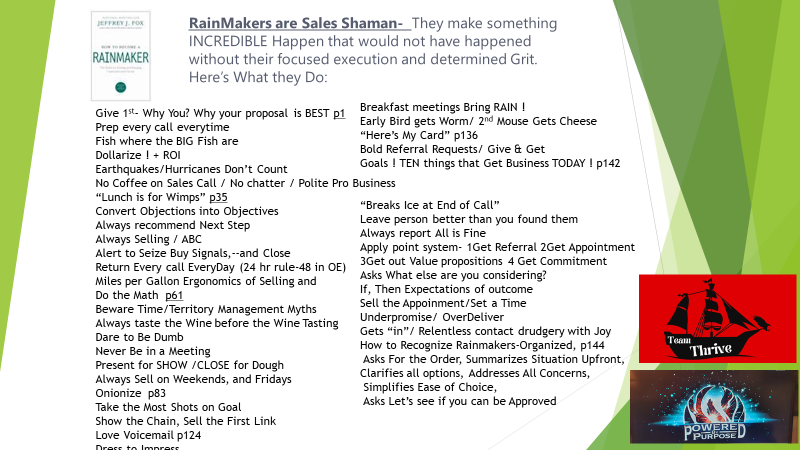 JEFFREY J. FOX
HOW TO BECOME A
RAINMAKER
RainMakers are Sales Shaman- They make something
INCREDIBLE Happen that would not have happened
without their focused execution and determined Grit.
Here's What they Do:
Give 1st- Why You? Why your proposal is BEST p1
Prep every call everytime
Fish where the BIG Fish are
Dollarize ! + ROI
Earthquakes/Hurricanes Don't Count
No Coffee on Sales Call / No chatter / Polite Pro Business
"Lunch is for Wimps" p35
Convert Objections into Objectives
Always recommend Next Step
Always Selling / ABC
Alert to Seize Buy Signals,--and Close
Return Every call EveryDay (24 hr rule-48 in OE)
Miles per Gallon Ergonomics of Selling and
Do the Math p61
Beware Time/Territory Management Myths
Always taste the Wine before the Wine Tasting
Dare to Be Dumb
Never Be in a Meeting
Present for SHOW /CLOSE for Dough
Always Sell on Weekends, and Fridays
Onionize p83
Take the Most Shots on Goal
Show the Chain, Sell the First Link
Love Voicemail p124
Dress to Impress
Breakfast meetings Bring RAIN !
Early Bird gets Worm/ 2nd Mouse Gets Cheese
"Here's My Card" p136
Bold Referral Requests/ Give & Get
Goals ! TEN things that Get Business TODAY ! p142
"Breaks Ice at End of Call"
Leave person better than you found them
Always report All is Fine
Apply point system- 1Get Referral 2Get Appointment
3Get out Value propositions 4 Get Commitment
Asks What else are you considering?
If, Then Expectations of outcome
Sell the Appoinment/Set a Time
Underpromise/ OverDeliver
Gets "in"/ Relentless contact drudgery with Joy
How to Recognize Rainmakers-Organized, p144
Asks For the Order, Summarizes Situation Upfront,
Clarifies all options, Addresses All Concerns,
Simplifies Ease of Choice,
Asks Let's see if you can be Approved
Team
Thrive
POWERED
BY
PURPOSE